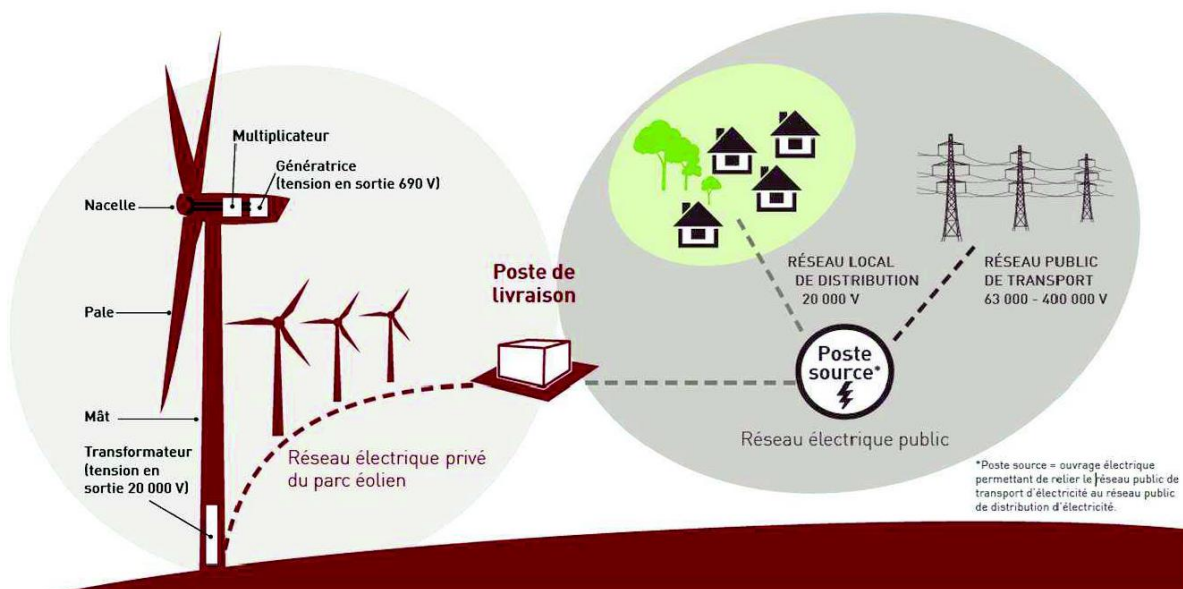 Multiplicateur
Génératrice
(tension en sortie 690 V)
Nacelle
Pale
Mât
Transformateur
(tension en
sortie 20 000 V)
Réseau électrique privé
du parc éolien
Poste de
livraison
RÉSEAU LOCAL
DE DISTRIBUTION
20 000 V
RÉSEAU PUBLIC
DE TRANSPORT
63 000 - 400 000 V
Poste
source*
Réseau électrique public
*Poste source = ouvrage électrique
permettant de relier le réseau public de
transport d'électricité au réseau public
de distribution d'électricité.